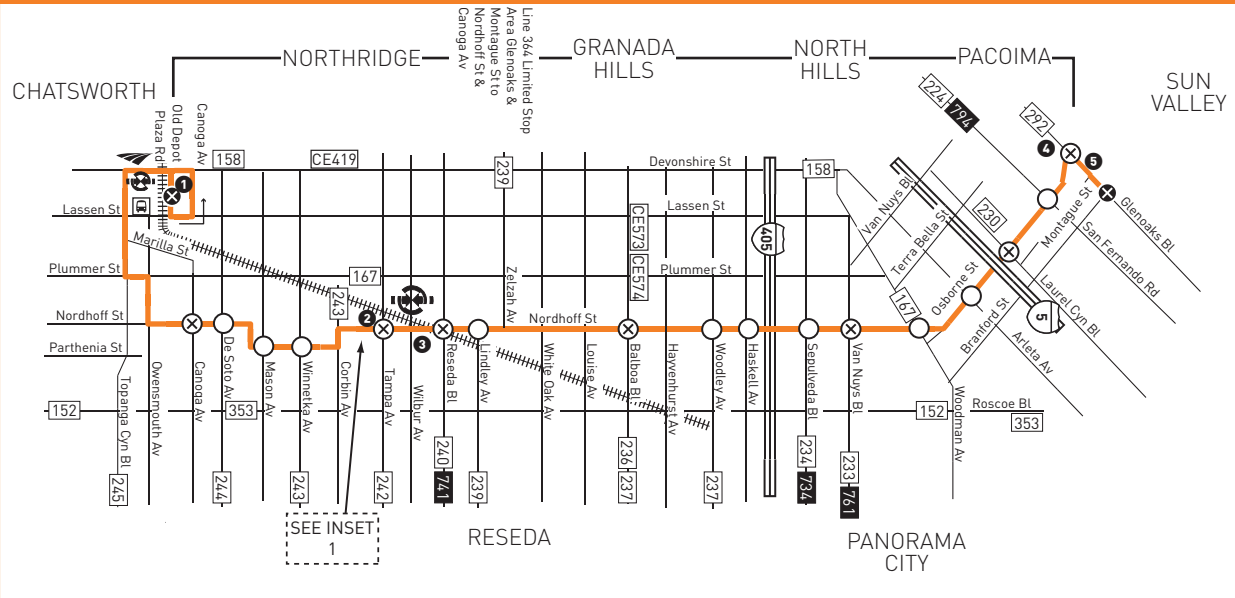 Line 364 Limited Stop
Area Glenoaks &
Montague St to
Nordhoff St &
Canoga Av
NORTHRIDGE
GRANADA
HILLS
NORTH
HILLS
PACOIMA
SUN
VALLEY
CHATSWORTH
Old Depot
Plaza Rd
Canoga Av
158
CE419
239
Devonshire St
158
224
794
292
4
5
1
Lassen St
Lassen St
CE573
CE574
405
Van Nuys Bl
Terra Bella St
230
Montague St
Glenoaks Bl
San Fernando Rd
Marilla St
Plummer St
167
Plummer St
243
Zelzah Av
167
Osborne St
Laurel Cyn Bl
5
Branford St
Arleta Av
Nordhoff St
2
3
Nordhoff St
Parthenia St
Topanga Cyn Bl
Owensmouth Av
Canoga Av
De Soto Av
Mason Av
Winnetka Av
Corbin Av
Tampa Av
Wilbur Av
Reseda Bl
Lindley Av
White Oak Av
Louise Av
Balboa Bl
Hayvenhurst Av
Woodley Av
Haskell Av
Sepulveda Bl
Van Nuys Bl
Woodman Av
152
353
152
Roscoe Bl
353
245
244
243
242
240
741
239
236
237
237
234
734
233
761
SEE INSET
1
RESEDA
PANORAMA
CITY